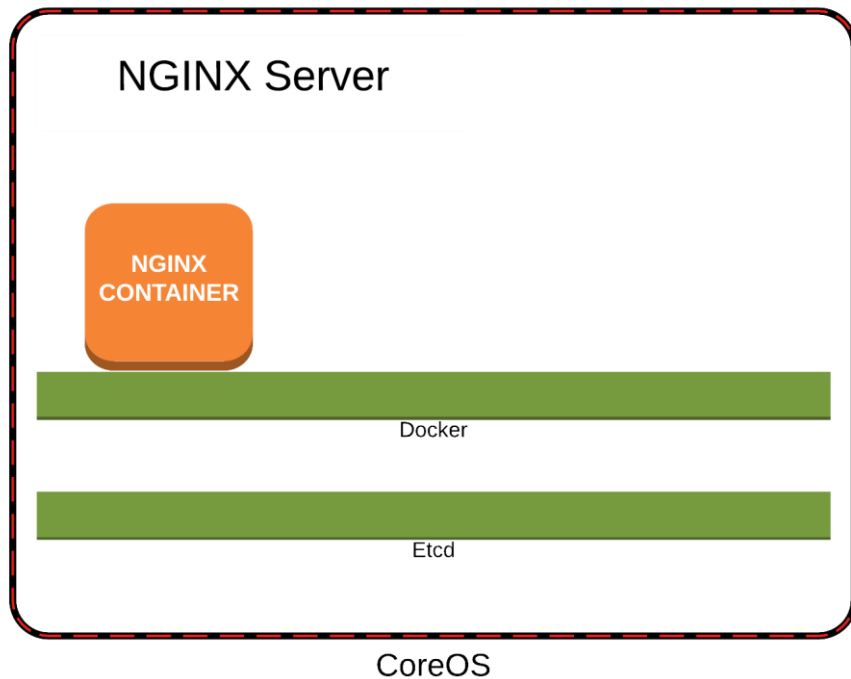 NGINX Server
NGINX
CONTAINER
Docker
Etcd
CoreOS